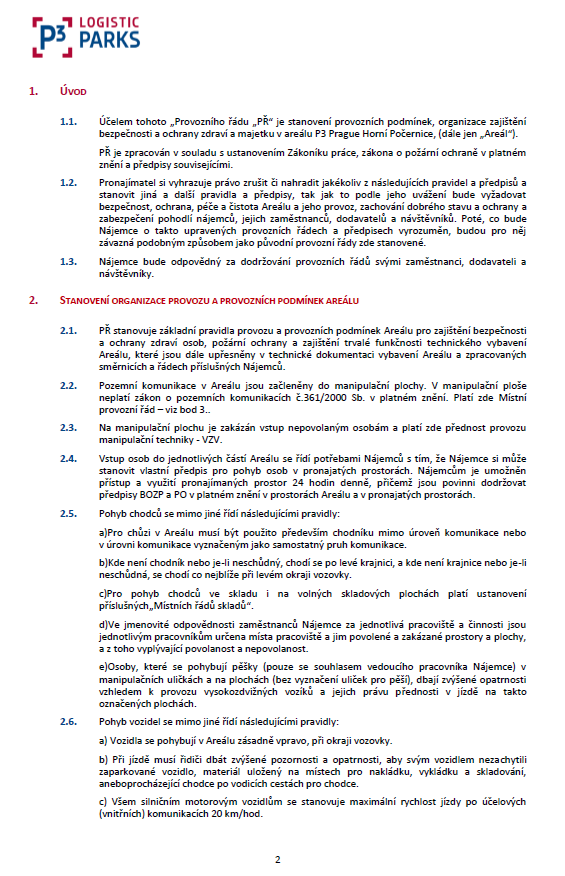 P3 LOGISTIC
PARKS
1. ÚVOD
1.1. Účelem tohoto „Provozního řádu „PŘ“ je stanovení provozních podmínek, organizace zajištění
bezpečnosti a ochrany zdraví a majetku v areálu P3 Prague Horní Počernice, (dále jen „Areál“).
PŘ je zpracován v souladu s ustanovením Zákoníku práce, zákona o požární ochraně v platném
znění a předpisy souvisejícími.
1.2. Pronajímatel si vyhrazuje právo zrušit či nahradit jakékoliv z následujících pravidel a předpisů a
stanovit jiná a další pravidla a předpisy, tak jak to podle jeho uvážení bude vyžadovat
bezpečnost, ochrana, péče a čistota Areálu a jeho provoz, zachování dobrého stavu a ochrany a
zabezpečení pohodlí nájemců, jejich zaměstnanců, dodavatelů a návštěvníků. Poté, co bude
Nájemce o takto upravených provozních řádech a předpisech vyrozuměn, budou pro něj
závazná podobným způsobem jako původní provozní řády zde stanovené.
1.3. Nájemce bude odpovědný za dodržování provozních řádů svými zaměstnanci, dodavateli a
návštěvníky.
2. STANOVENÍ ORGANIZACE PROVOZU A PROVOZNÍCH PODMÍNEK AREÁLU
2.1. PŘ stanovuje základní pravidla provozu a provozních podmínek Areálu pro zajištění bezpečnosti
a ochrany zdraví osob, požární ochrany a zajištění trvalé funkčnosti technického vybavení
Areálu, které jsou dále upřesněny v technické dokumentaci vybavení Areálu a zpracovaných
směrnicích a řádech příslušných Nájemců.
2.2. Pozemní komunikace v Areálu jsou začleněny do manipulační plochy. V manipulační ploše
neplatí zákon o pozemních komunikacích č.361/2000 Sb. v platném znění. Platí zde Místní
provozní řád – viz bod 3..
2.3. Na manipulační plochu je zakázán vstup nepovolaným osobám a platí zde přednost provozu
manipulační techniky - VZV.
2.4. Vstup osob do jednotlivých částí Areálu se řídí potřebami Nájemců s tím, že Nájemce si může
stanovit vlastní předpis pro pohyb osob v pronajatých prostorách. Nájemcům je umožněn
přístup a využití pronajímaných prostor 24 hodin denně, přičemž jsou povinni dodržovat
předpisy BOZP a PO v platném znění v prostorách Areálu a v pronajatých prostorách.
2.5. Pohyb chodců se mimo jiné řídí následujícími pravidly:
a)Pro chůzi v Areálu musí být použito především chodníku mimo úroveň komunikace nebo
v úrovni komunikace vyznačeným jako samostatný pruh komunikace.
b)Kde není chodník nebo je-li neschůdný, chodí se po levé krajnici, a kde není krajnice nebo je-li
neschůdná, se chodí co nejblíže při levém okraji vozovky.
c)Pro pohyb chodců ve skladu i na volných skladových plochách platí ustanovení
příslušných„Místních řádů skladů“.
d)Ve jmenovité odpovědnosti zaměstnanců Nájemce za jednotlivá pracoviště a činnosti jsou
jednotlivým pracovníkům určena místa pracoviště a jim povolené a zakázané prostory a plochy,
a z toho vyplývající povolanost a nepovolanost.
e)Osoby, které se pohybují pěšky (pouze se souhlasem vedoucího pracovníka Nájemce) v
manipulačních uličkách a na plochách (bez vyznačení uliček pro pěší), dbají zvýšené opatrnosti
vzhledem k provozu vysokozdvižných vozíků a jejich právu přednosti v jízdě na takto
označených plochách.
2.6. Pohyb vozidel se mimo jiné řídí následujícími pravidly:
a) Vozidla se pohybují v Areálu zásadně vpravo, při okraji vozovky.
b) Při jízdě musí řidiči dbát zvýšené pozornosti a opatrnosti, aby svým vozidlem nezachytili
zaparkované vozidlo, materiál uložený na místech pro nakládku, vykládku a skladování,
aneboprocházející chodce po vodicích cestách pro chodce.
c) Všem silničním motorovým vozidlům se stanovuje maximální rychlost jízdy po účelových
(vnitřních) komunikacích 20 km/hod.
2